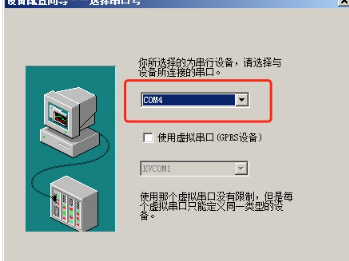 设备配置向导 -- 选择串口号
你所选择的为串行设备，请选择与
设备所连接的串口。
COM4
使用虚拟串口(GPRS设备)
KVCOM1
使用那个虚拟串口没有限制，但是每
个虚拟串口只能定义同一类型的设
备。